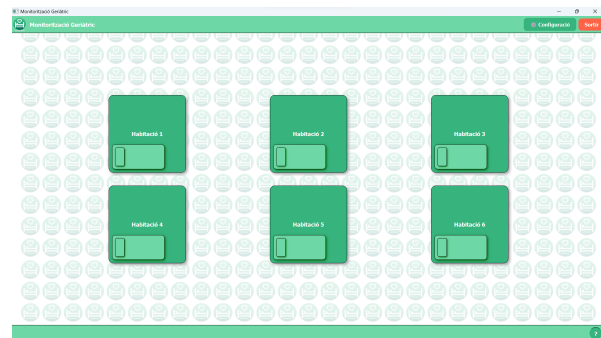 Monitorització Geriàtric
Monitorització Geriàtric
Configuració
Sortir
Habitació 1
Habitació 2
Habitació 3
Habitació 4
Habitació 5
Habitació 6
?